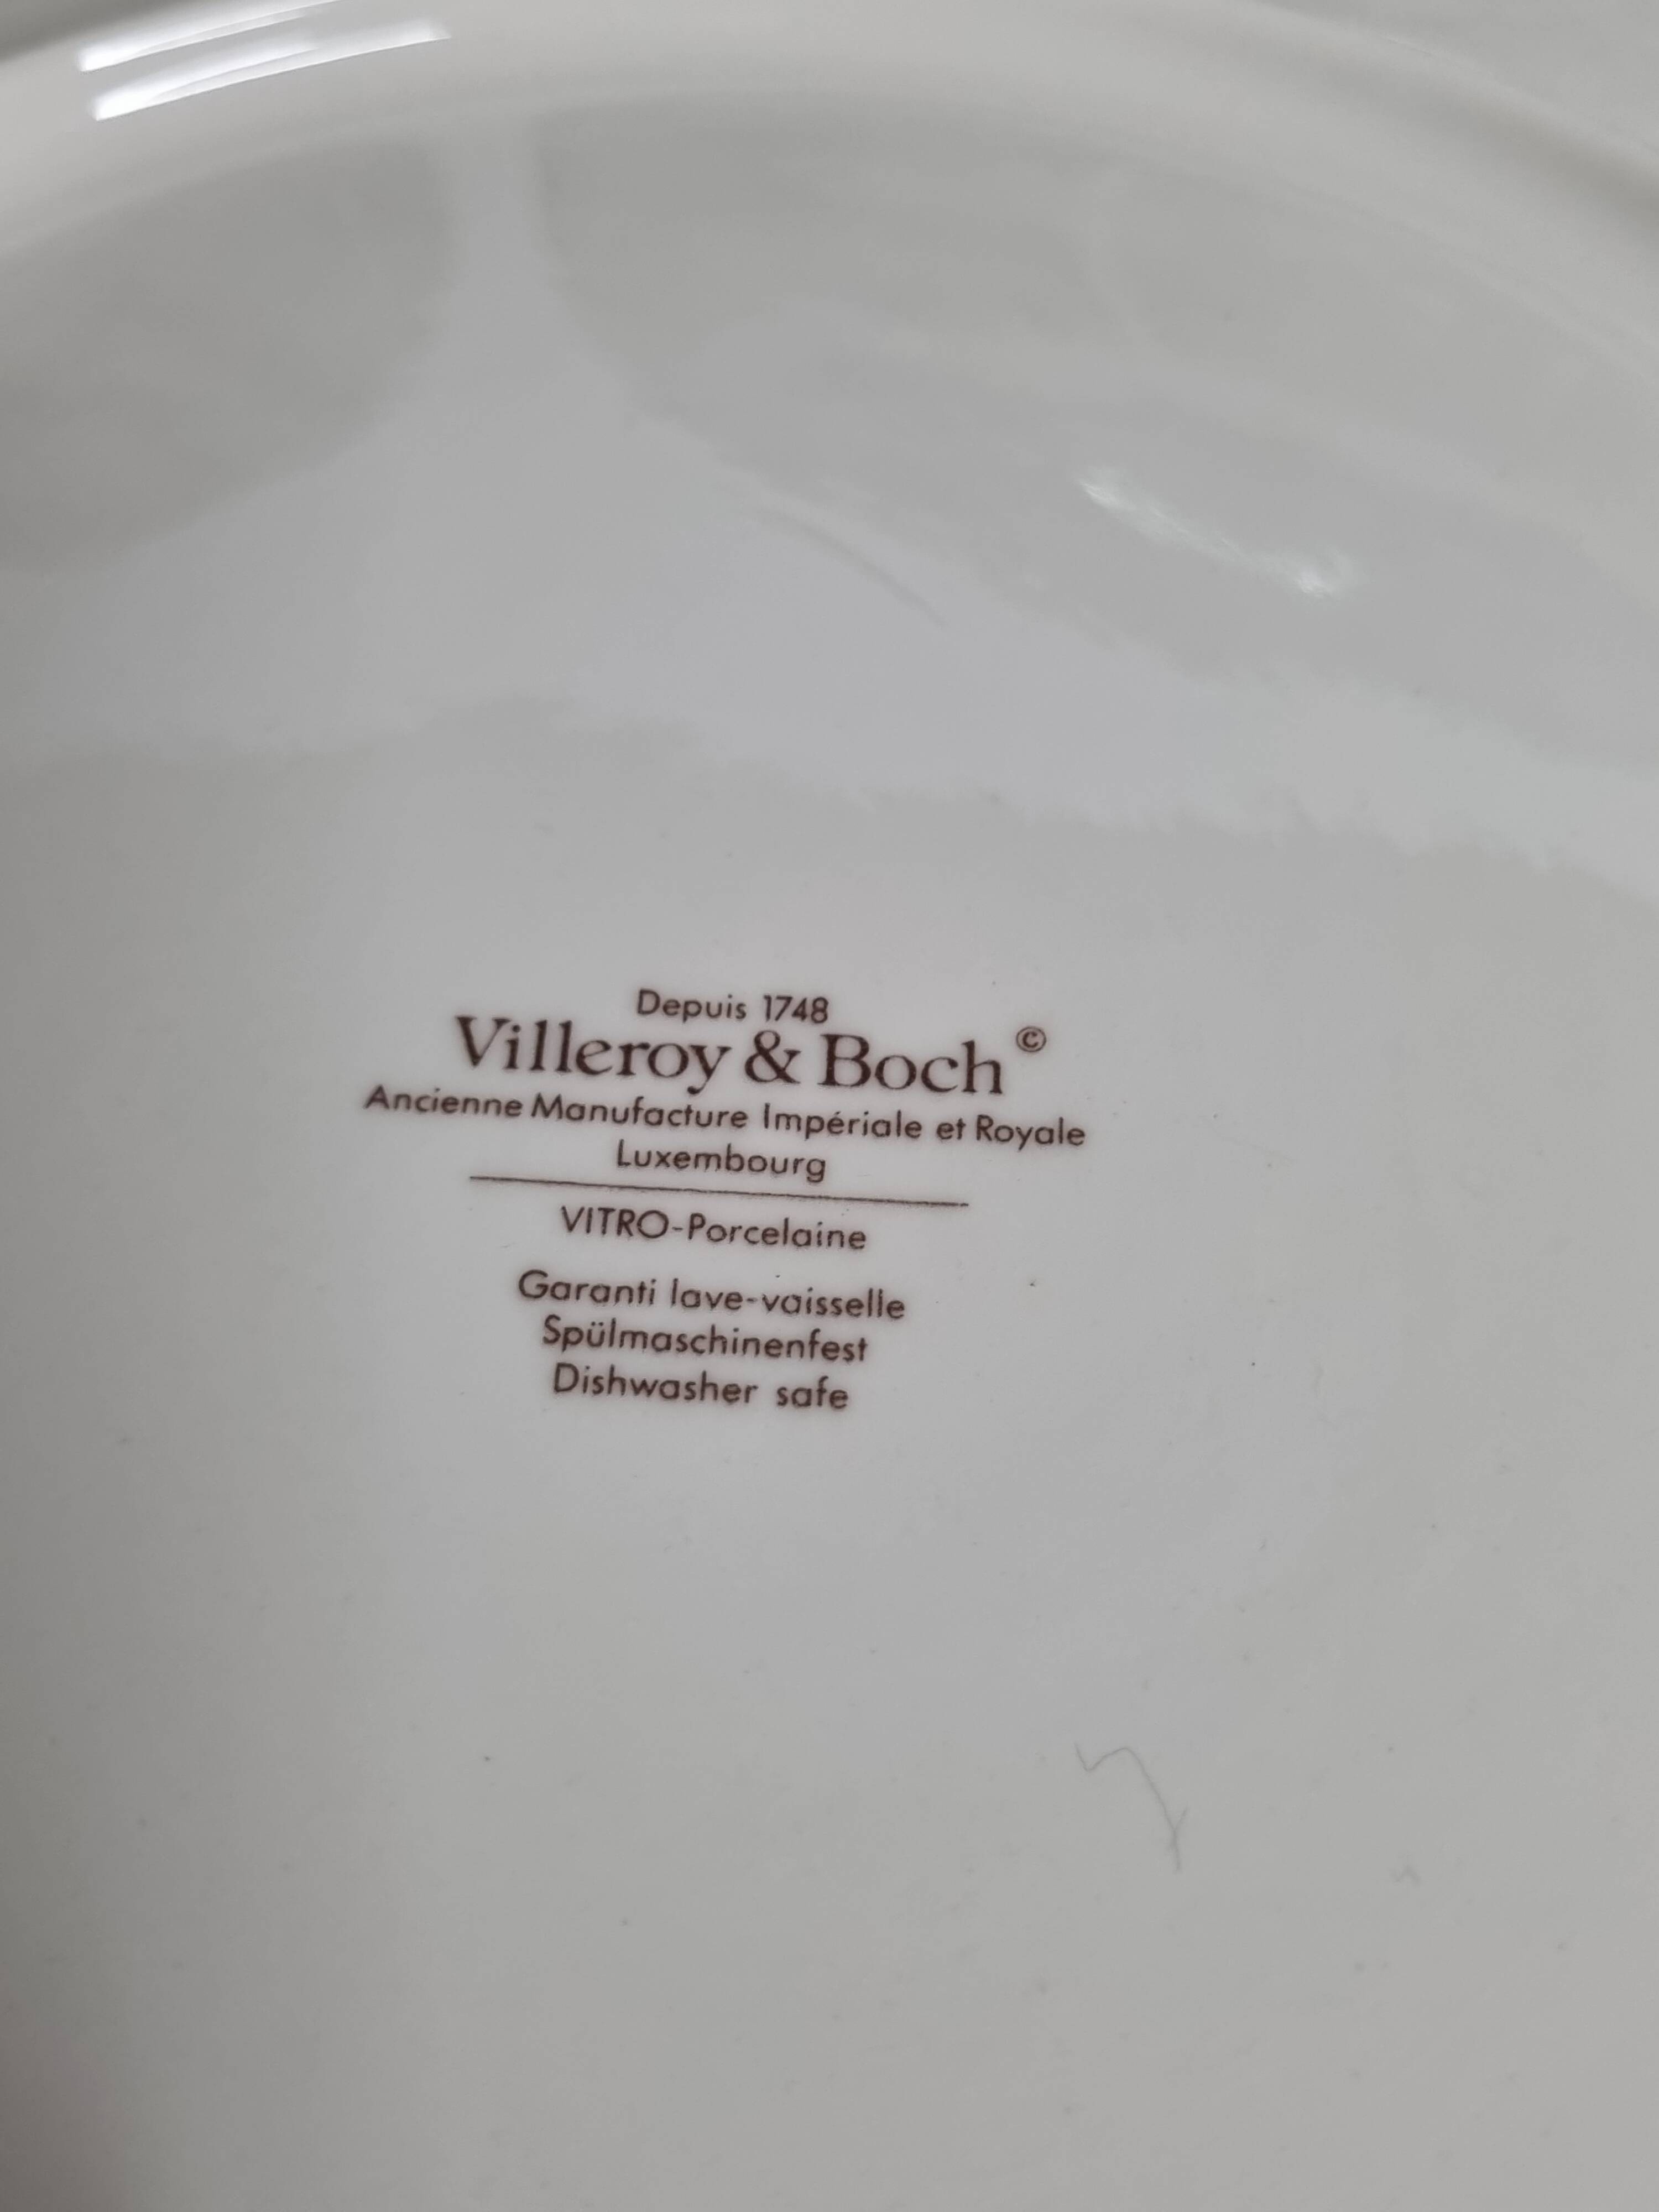 Depuis 1748
Villeroy & Boch ©
Ancienne Manufacture Impériale et Royale
Luxembourg
VITRO-Porcelaine
Garanti lave-vaisselle
Spülmaschinenfest
Dishwasher safe